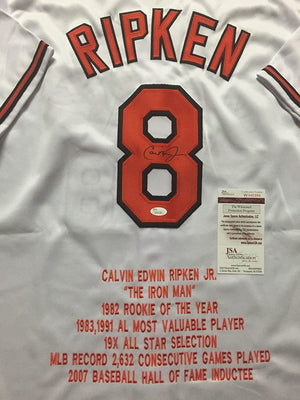 RIPKEN
8
JSA
CALVIN EDWIN RIPKEN JR.
"THE IRON MAN"
1982 ROOKIE OF THE YEAR
1983,1991 AL MOST VALUABLE PLAYER
19X ALL STAR SELECTION
MLB RECORD 2,632 CONSECUTIVE GAMES PLAYED
2007 BASEBALL HALL OF FAME INDUCTEE